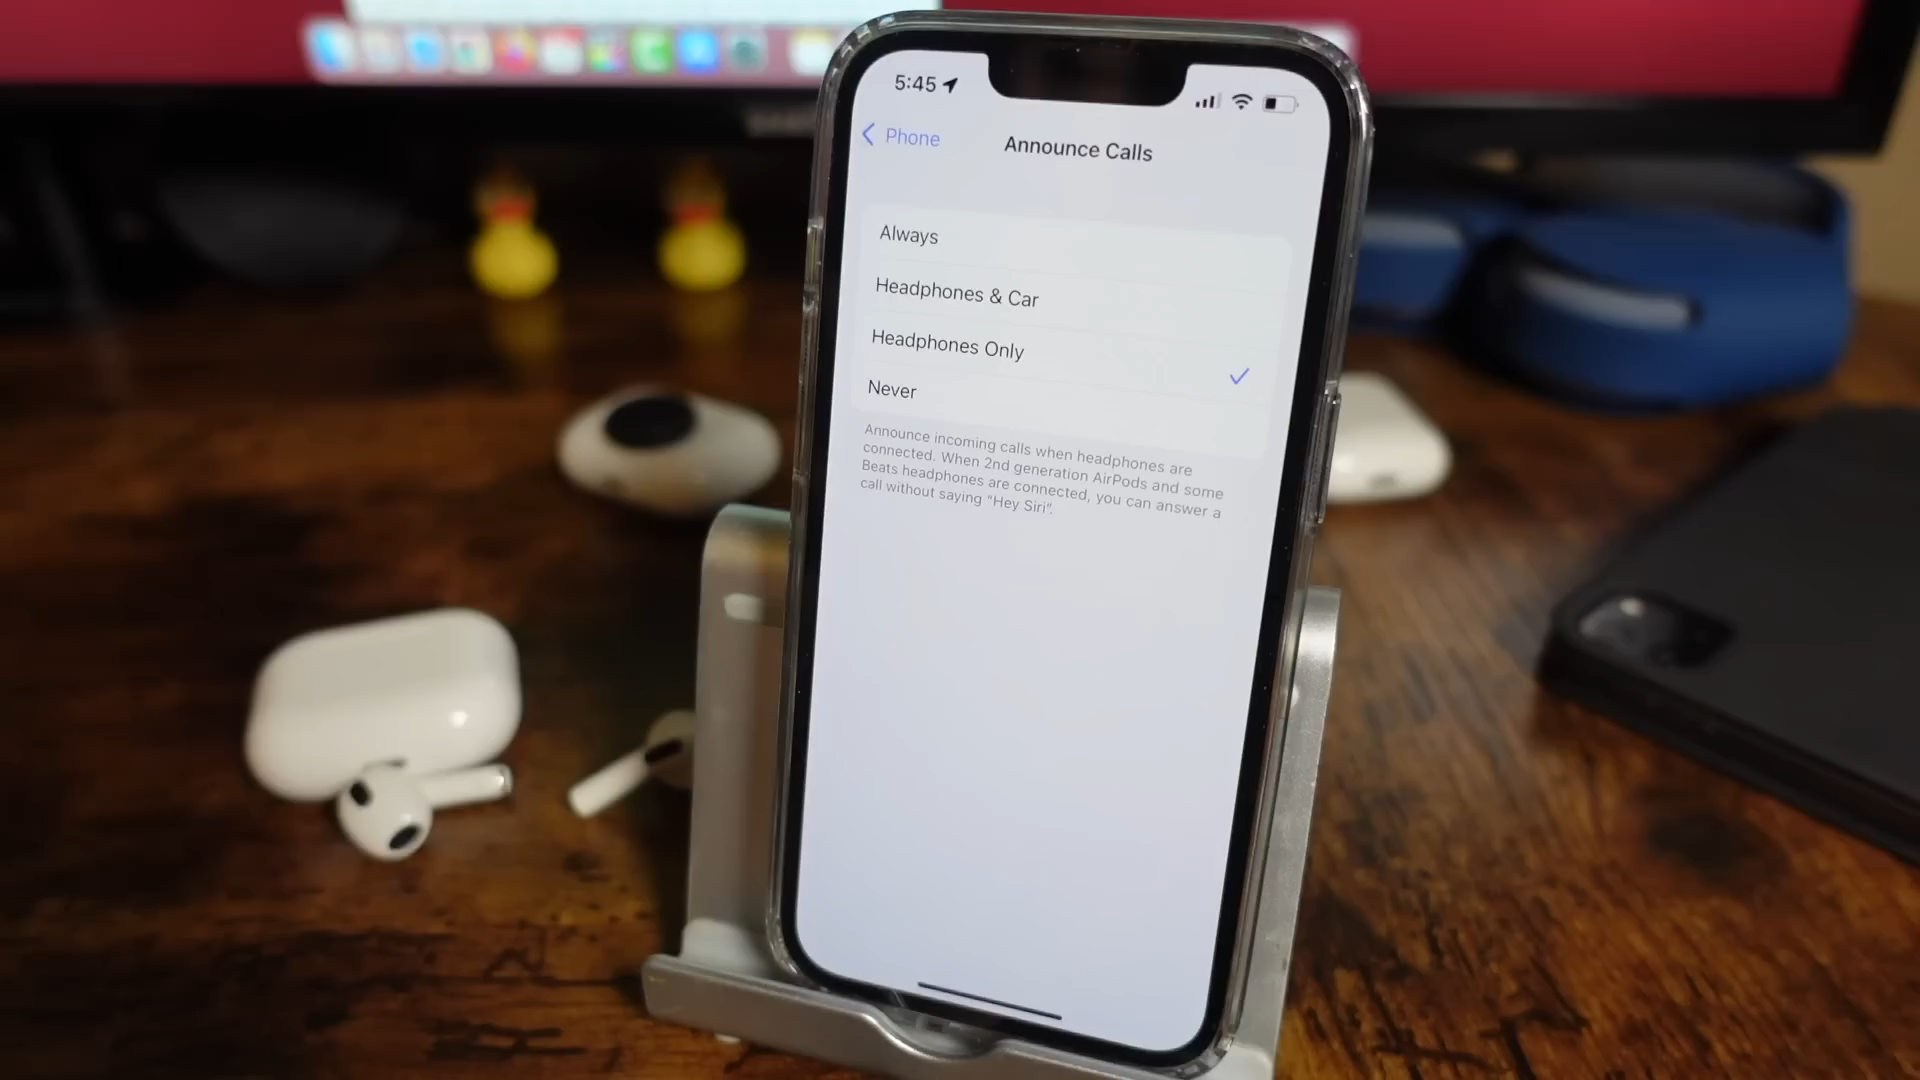 5:45
Phone
Announce Calls
Always
Headphones & Car
Headphones Only
Never
Announce incoming calls when headphones are
connected. When 2nd generation AirPods and some
Beats headphones are connected, you can answer a
call without saying "Hey Siri".